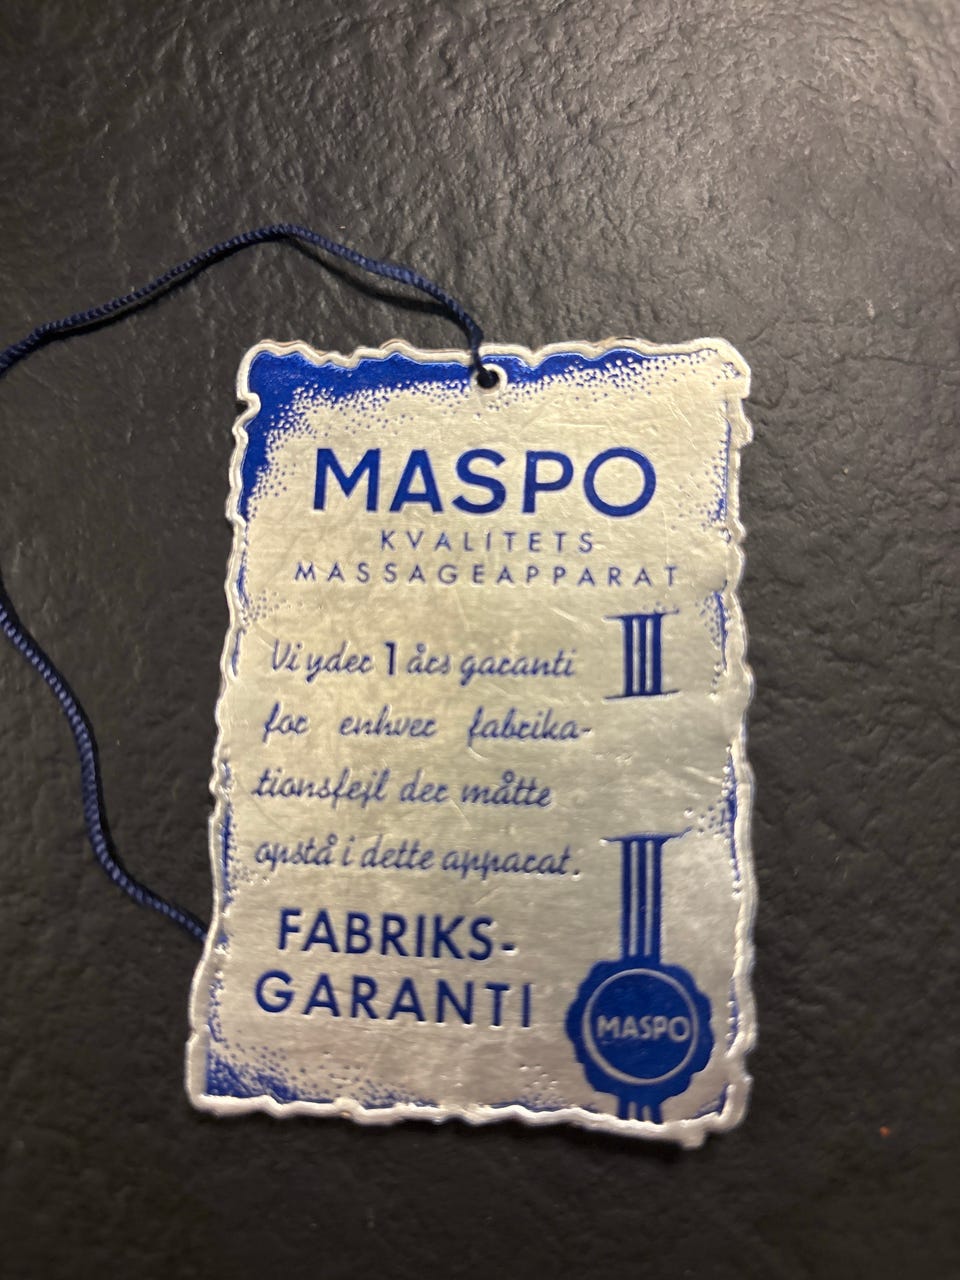 MASPO
KVALITETS
MASSAGEAPPARAT
Vi yder 1 års garanti
for enhver fabrika-
tionsfejl der måtte
opstå i dette apparat.
FABRIKS-
GARANTI
MASPO